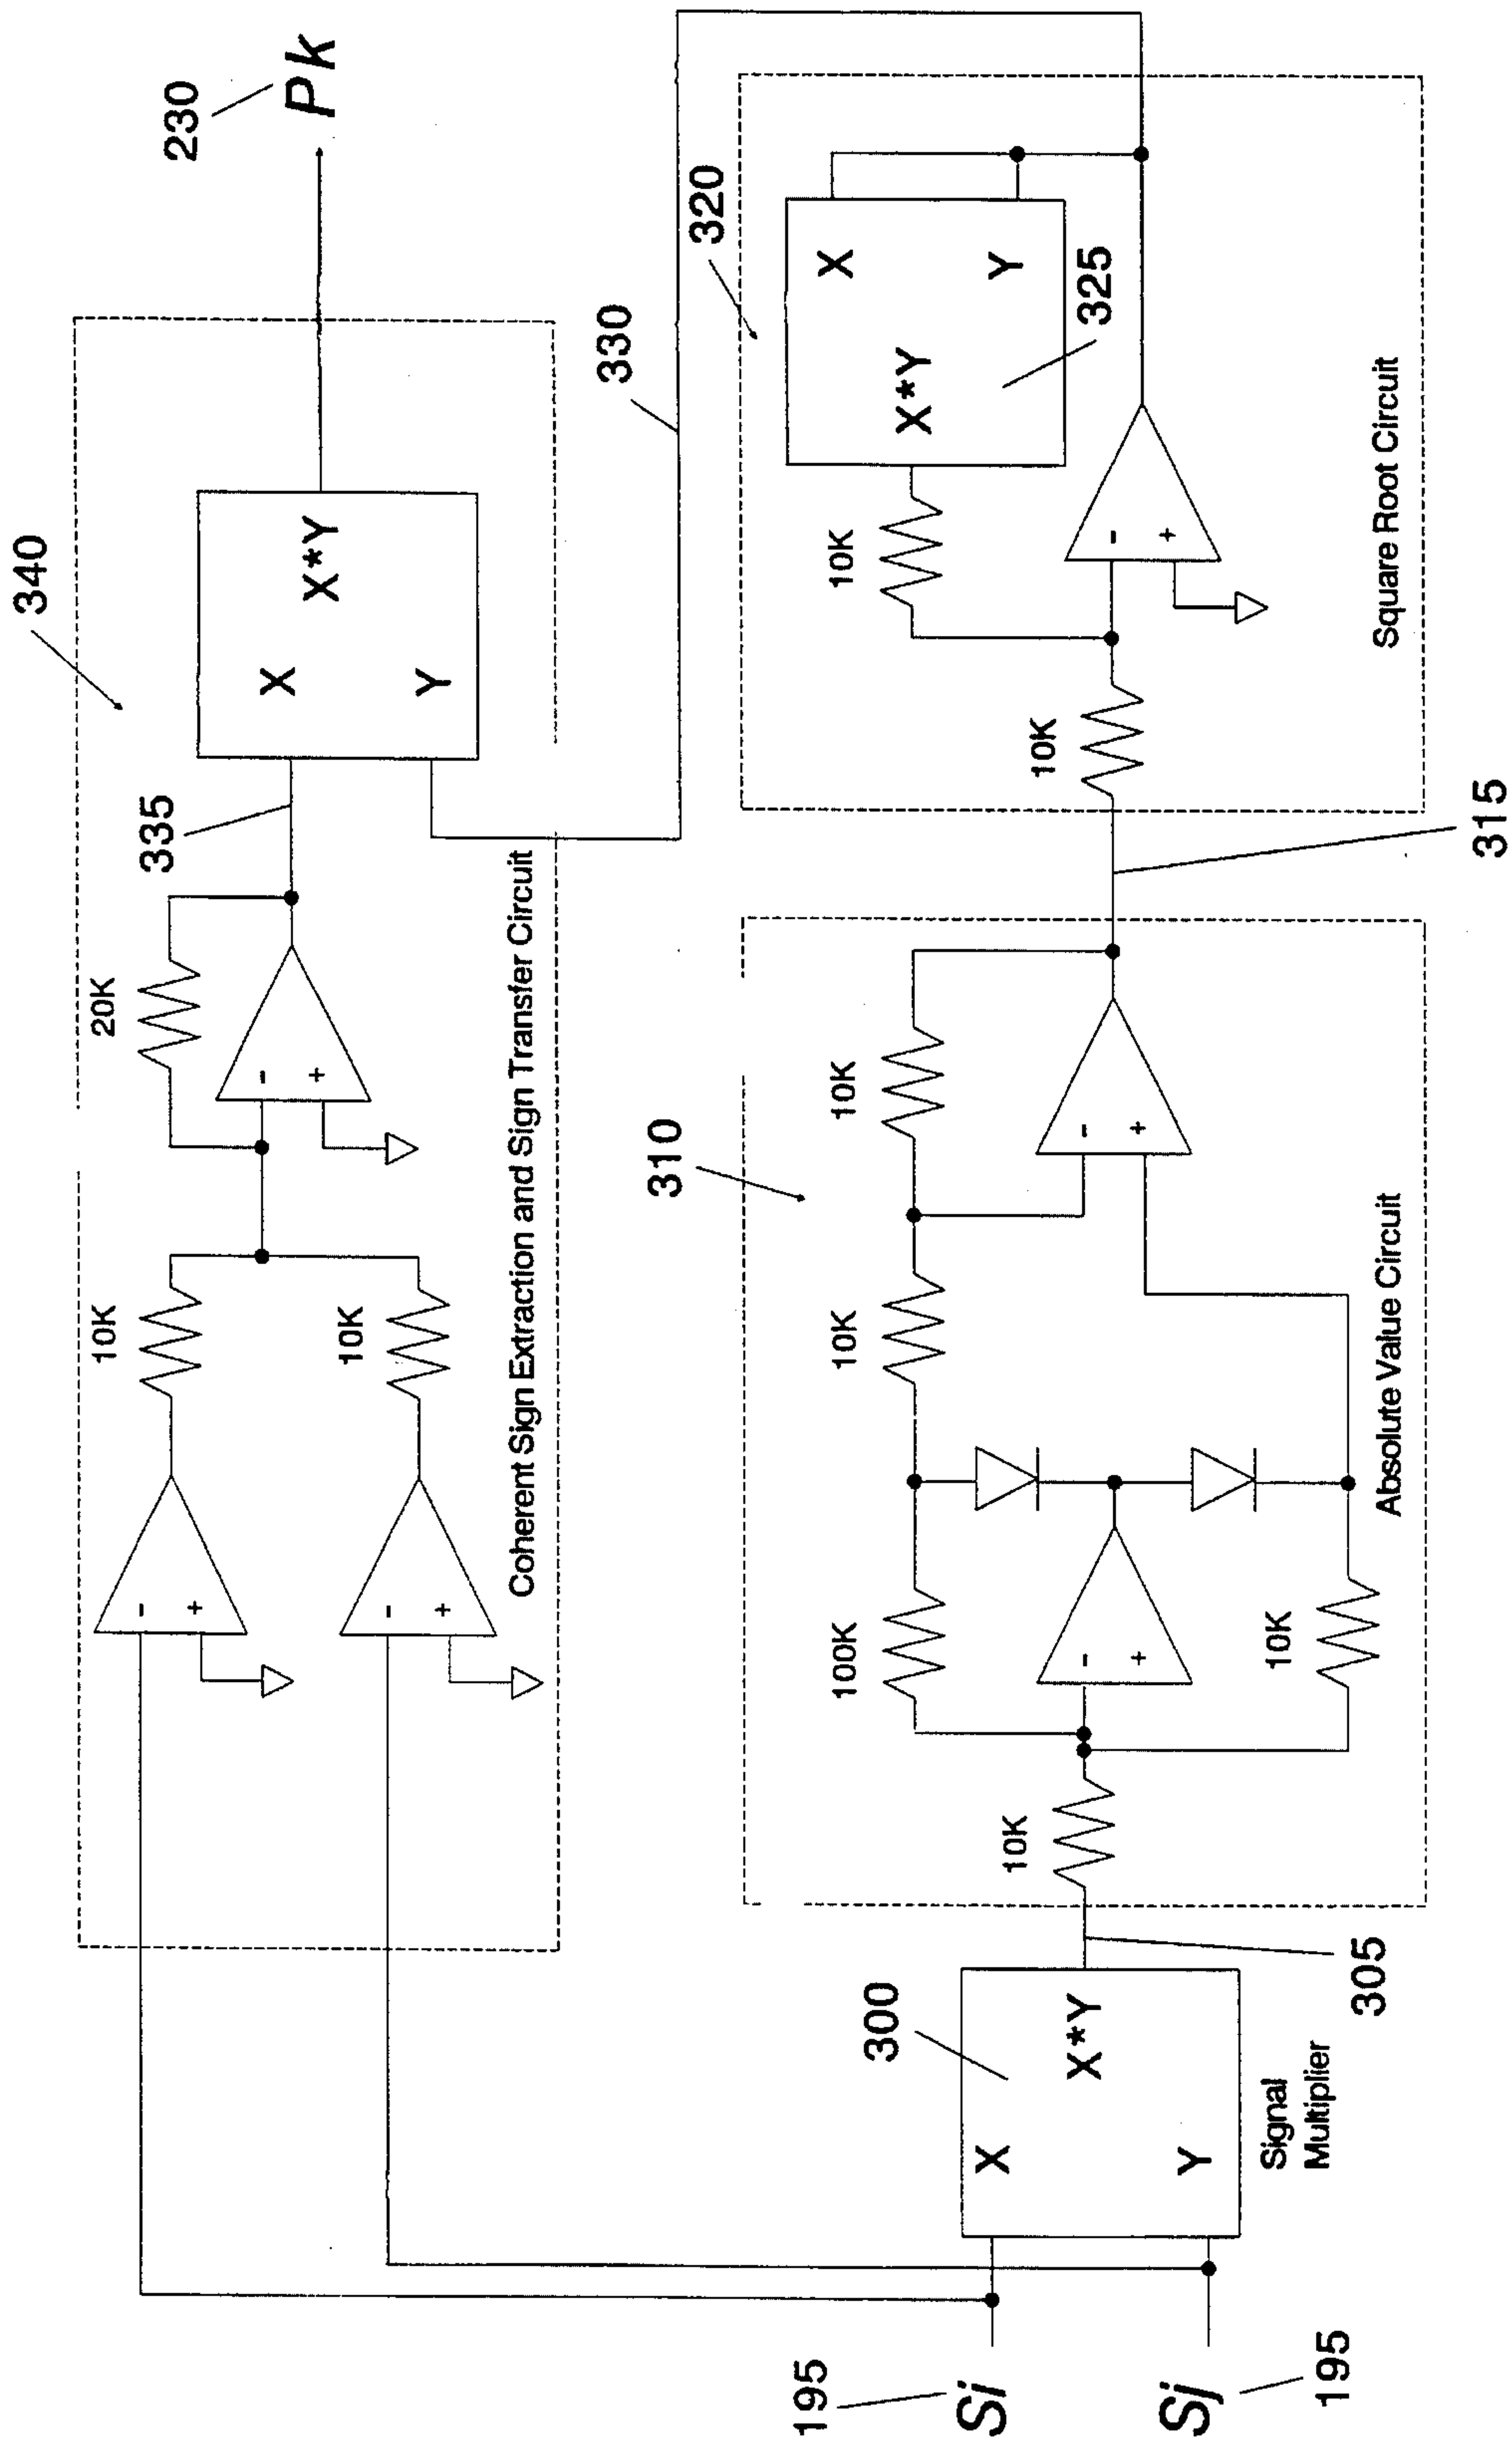 230
Pk
340
X
Y
X*Y
335
20K
-
+
10K
10K
-
+
-
+
Coherent Sign Extraction and Sign Transfer Circuit
330
320
X
Y
X*Y
325
10K
-
+
10K
Square Root Circuit
315
310
10K
-
+
10K
100K
-
+
10K
10K
Absolute Value Circuit
305
300
X
Y
X*Y
Signal
Multiplier
195
Si
Sj
195